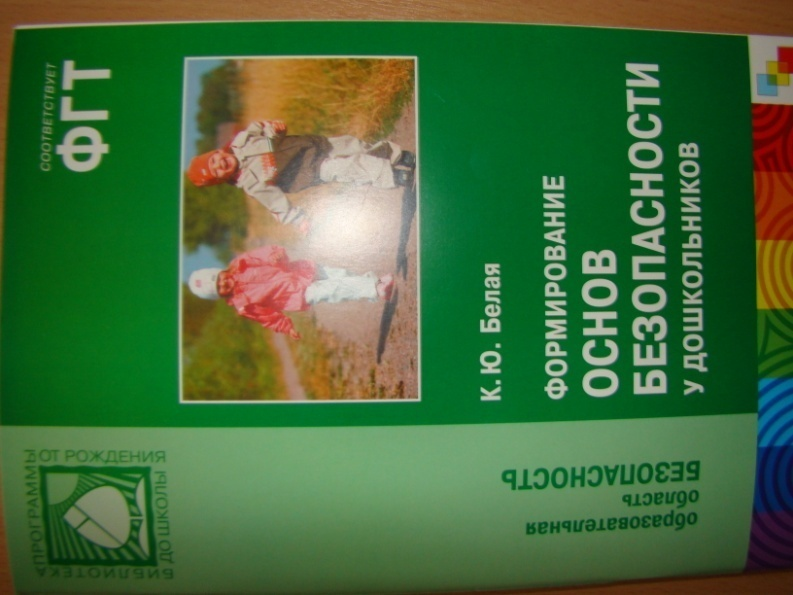 БИБЛИОТЕКА
ПРОГРАММЫ
ОТ РОЖДЕНИЯ
ДО ШКОЛЫ
СООТВЕТСТВУЕТ
ФГТ
К. Ю. Белая
ФОРМИРОВАНИЕ
ОСНОВ
БЕЗОПАСНОСТИ
У ДОШКОЛЬНИКОВ
образовательная
область
БЕЗОПАСНОСТЬ